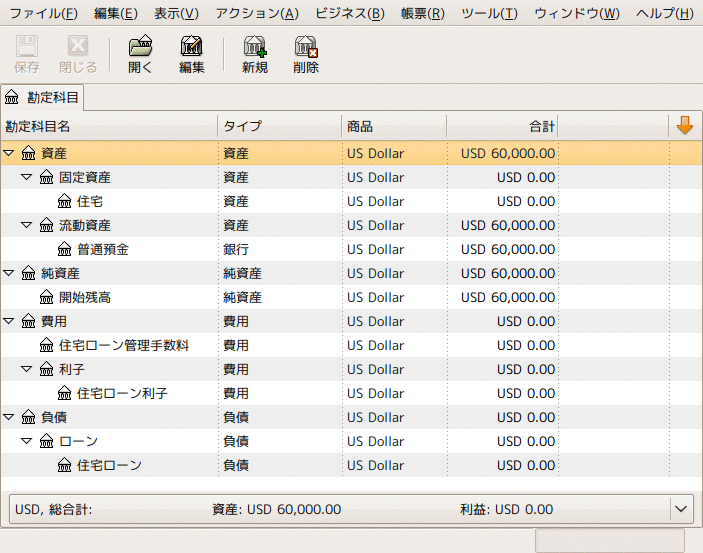 ファイル(F) 編集(E) 表示(V) アクション(A) ビジネス(B) 帳票(R) ツール(T) ウィンドウ(W) ヘルプ(H)
保存 閉じる 開く 編集 新規 削除
勘定科目
勘定科目名 タイプ 商品 合計
資産 資産 US Dollar USD 60,000.00
固定資産 資産 US Dollar USD 0.00
住宅 資産 US Dollar USD 0.00
流動資産 資産 US Dollar USD 60,000.00
普通預金 銀行 US Dollar USD 60,000.00
純資産 純資産 US Dollar USD 60,000.00
開始残高 純資産 US Dollar USD 60,000.00
費用 費用 US Dollar USD 0.00
住宅ローン管理手数料 費用 US Dollar USD 0.00
利子 費用 US Dollar USD 0.00
住宅ローン利子 費用 US Dollar USD 0.00
負債 負債 US Dollar USD 0.00
ローン 負債 US Dollar USD 0.00
住宅ローン 負債 US Dollar USD 0.00
USD, 総合計: 資産: USD 60,000.00 利益: USD 0.00